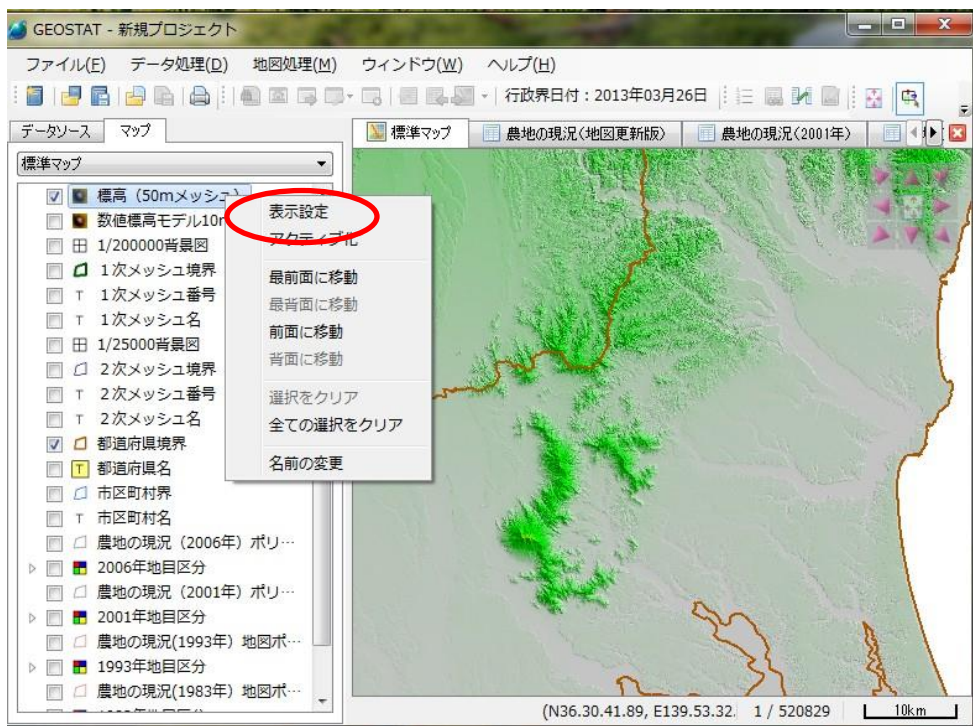 GEOSTAT - 新規プロジェクト
ファイル(F) データ処理(D) 地図処理(M) ウィンドウ(W) ヘルプ(H)
行政界日付：2013年03月26日
データソース マップ
標準マップ 農地の現況(地図更新版) 農地の現況(2001年)
標準マップ
標高（50mメッシュ）
数値標高モデル10m
1/200000背景図
１次メッシュ境界
１次メッシュ番号
１次メッシュ名
1/25000背景図
２次メッシュ境界
２次メッシュ番号
２次メッシュ名
都道府県境界
都道府県名
市区町村界
市区町村名
農地の現況（2006年）ポリ…
2006年地目区分
農地の現況（2001年）ポリ…
2001年地目区分
農地の現況(1993年）地図ポ…
1993年地目区分
農地の現況(1983年）地図ポ…
表示設定
アクティブ化
最前面に移動
最背面に移動
前面に移動
背面に移動
選択をクリア
全ての選択をクリア
名前の変更
(N36.30.41.89, E139.53.32. 1 / 520829 10km